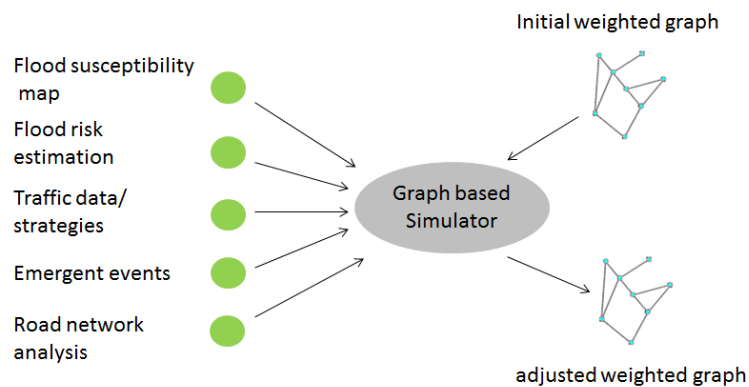 Initial weighted graph
Flood susceptibility
map
Flood risk
estimation
Traffic data/
strategies
Emergent events
Road network
analysis
Graph based
Simulator
adjusted weighted graph